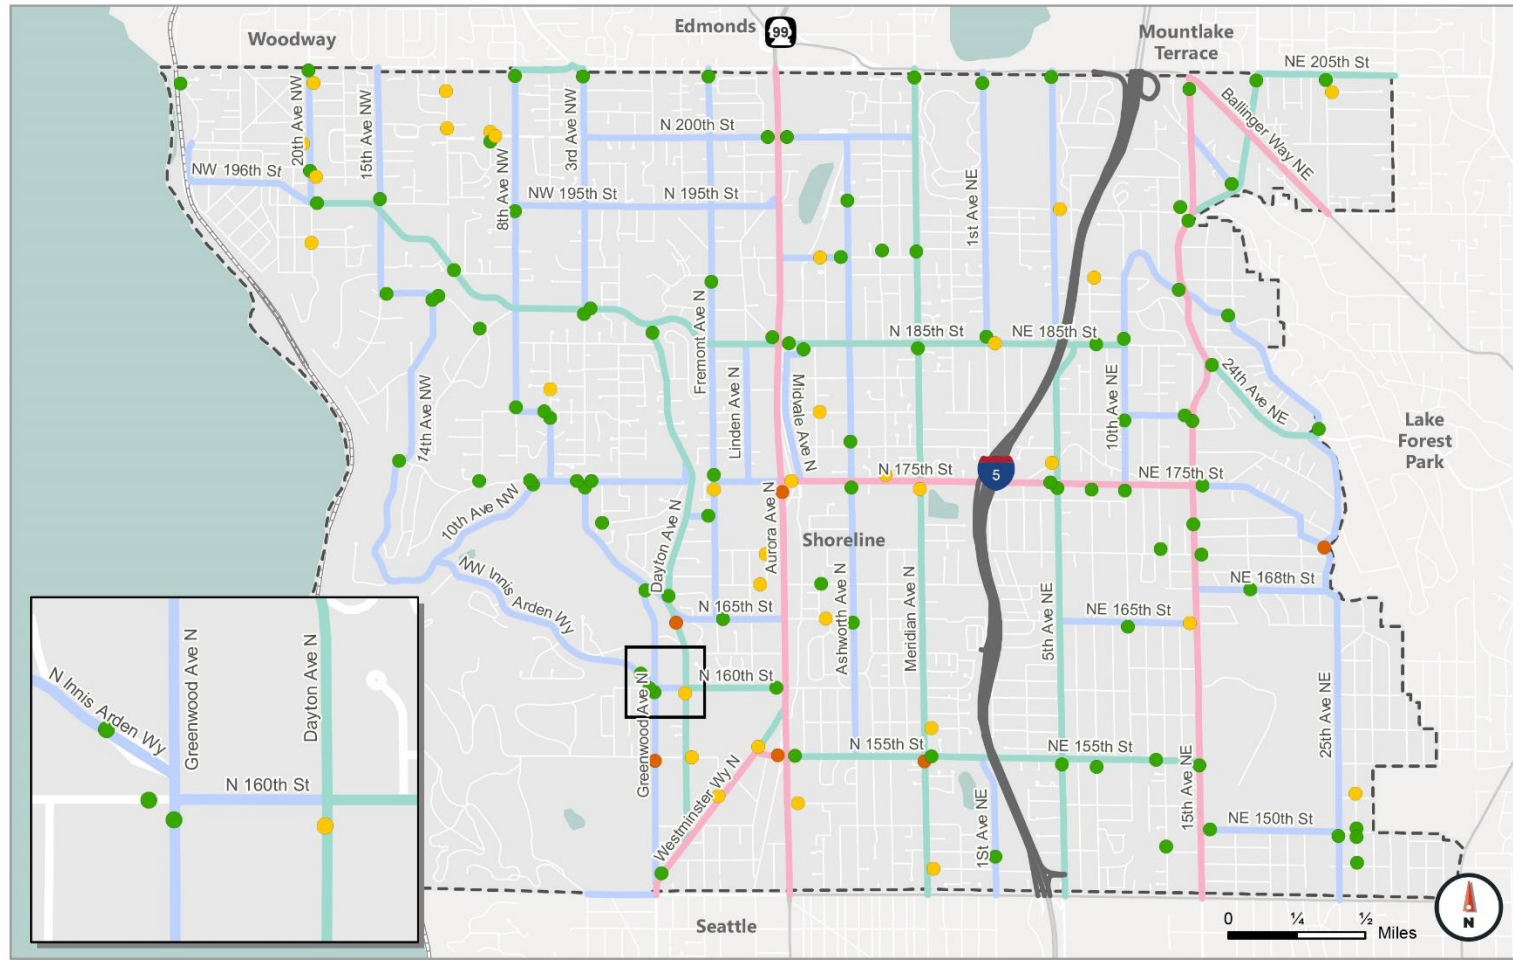 Woodway
Edmonds
99
Mountlake
Terrace
NE 205th St
Ballinger Way NE
20th Ave NW
15th Ave NW
8th Ave NW
3rd Ave NW
N 200th St
NW 196th St
NW 195th St
N 195th St
1st Ave NE
Fremont Ave N
N 185th St
NE 185th St
Linden Ave N
Midvale Ave N
14th Ave NW
10th Ave NE
24th Ave NE
Lake
Forest
Park
N 175th St
5
NE 175th St
10th Ave NW
Dayton Ave N
Aurora Ave N
Shoreline
NW Innis Arden Wy
N 165th St
Ashworth Ave N
Meridian Ave N
5th Ave NE
NE 165th St
NE 168th St
N 160th St
Greenwood Ave N
Westminster Wy N
N 155th St
NE 155th St
1St Ave NE
15th Ave NE
25th Ave NE
NE 150th St
N Innis Arden Wy
Greenwood Ave N
Dayton Ave N
N 160th St
Seattle
0 ¼ ½
Miles
N